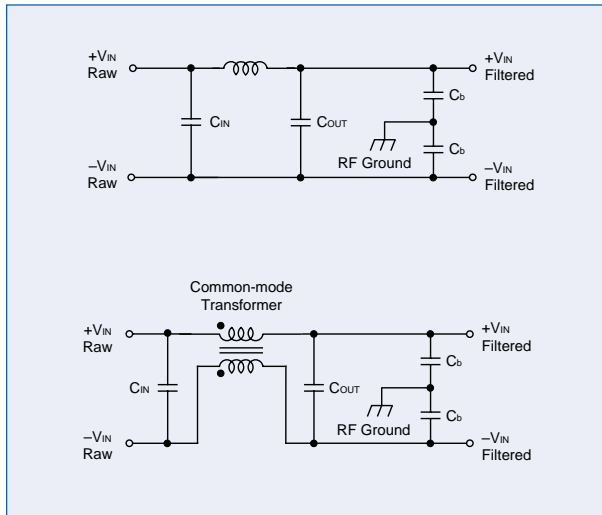 +VIN
Raw
+VIN
Filtered
CIN
COUT
Cb
Cb
RF Ground
–VIN
Raw
–VIN
Filtered
Common-mode
Transformer
+VIN
Raw
+VIN
Filtered
CIN
COUT
Cb
Cb
RF Ground
–VIN
Raw
–VIN
Filtered